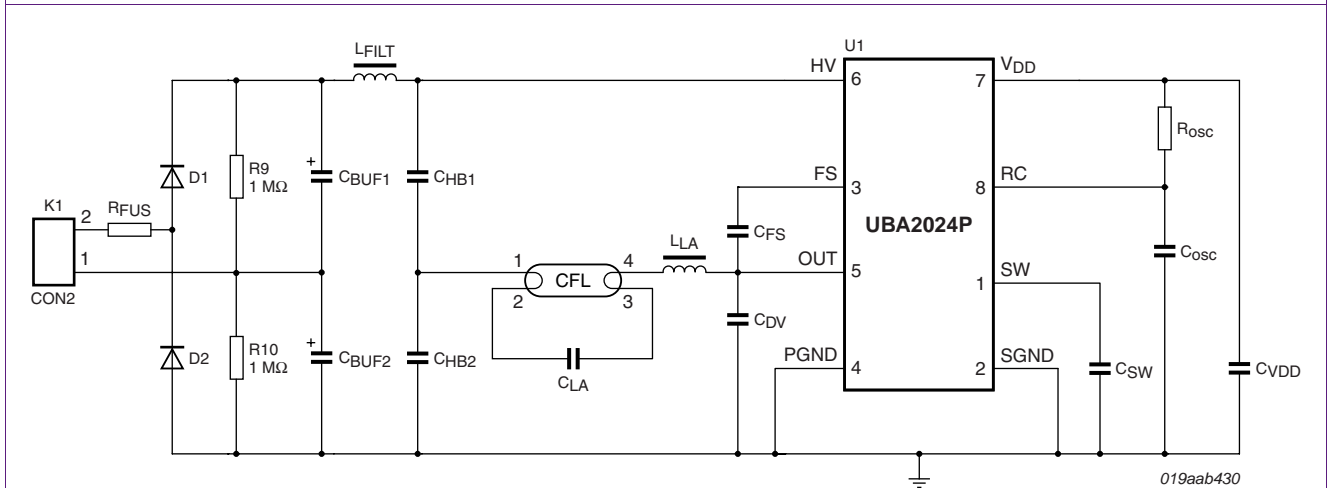 LFILT
U1
HV
6
7
VDD
Rosc
D1
R9
1 MΩ
+
CBUF1
CHB1
FS
3
8
RC
K1
2
RFUS
CFS
UBA2024P
LLA
Cosc
1
1
4
OUT
5
SW
1
CFL
CON2
2
3
CDV
D2
R10
1 MΩ
+
CBUF2
CHB2
PGND
4
2
SGND
CSW
CVDD
CLA
019aab430